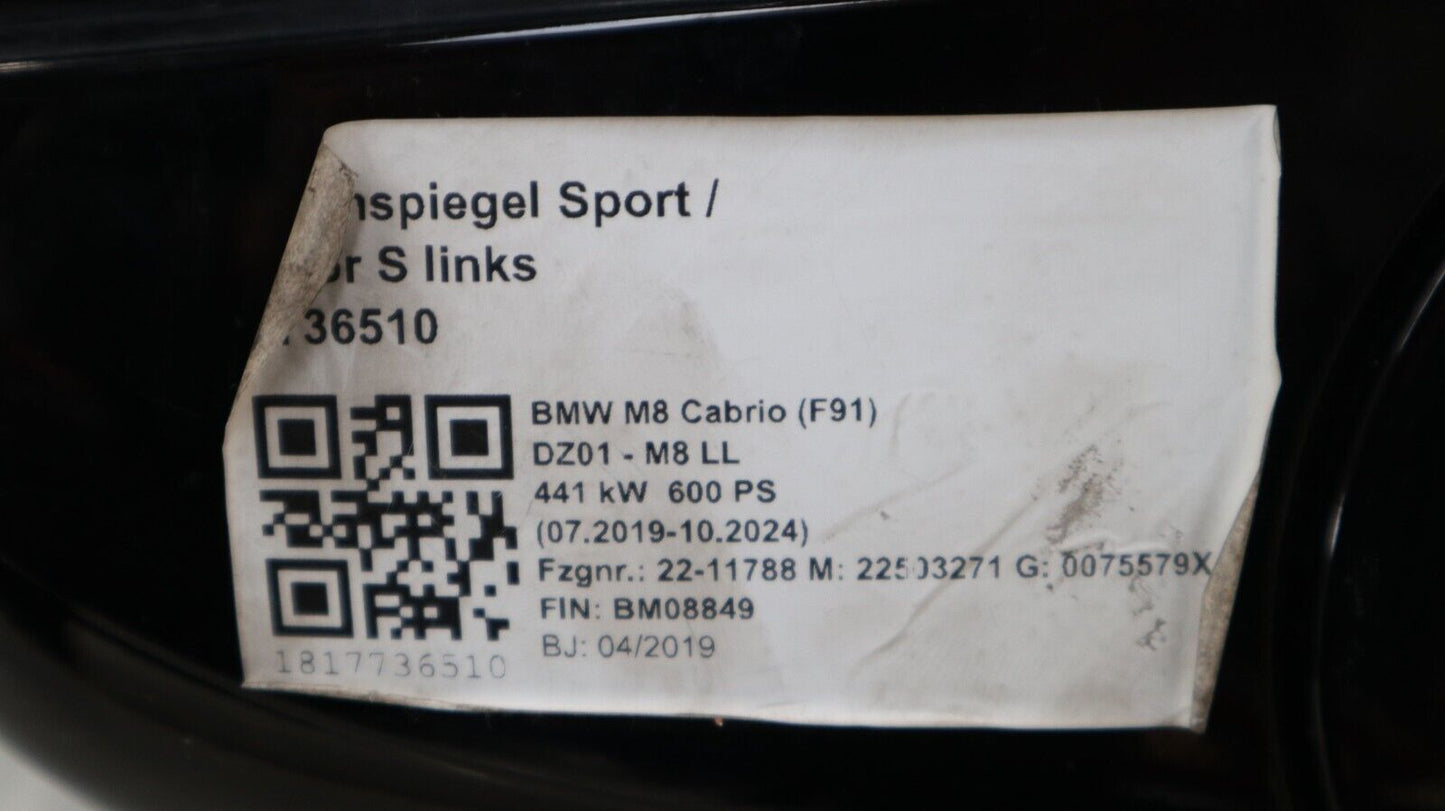 nspiegel Sport /
r S links
36510
BMW M8 Cabrio (F91)
DZ01 - M8 LL
441 kW 600 PS
(07.2019-10.2024)
Fzgnr.: 22-11788 M: 22503271 G: 0075579X
FIN: BM08849
BJ: 04/2019
1817736510